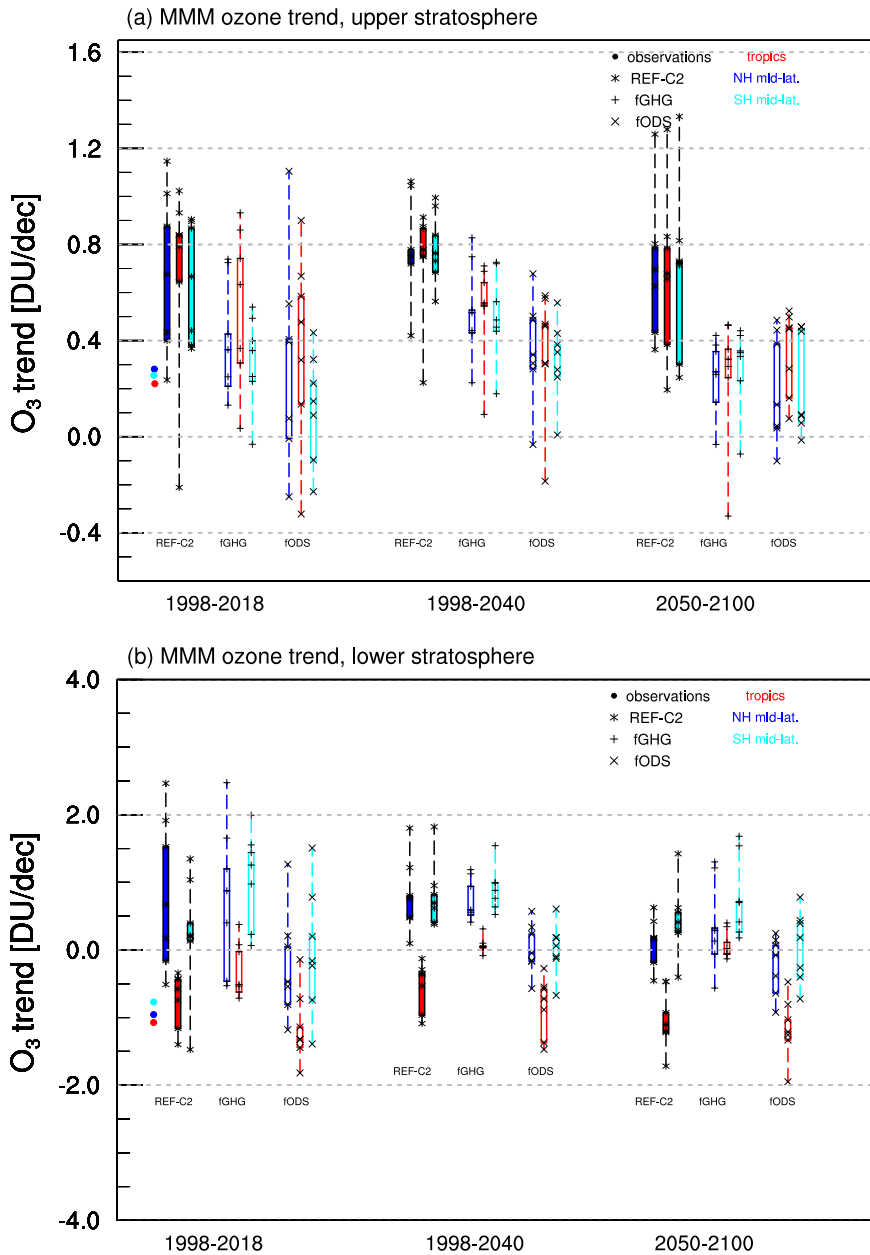 (a) MMM ozone trend, upper stratosphere
1.6
observations tropics
REF-C2 NH mid-lat.
fGHG SH mid-lat.
fODS
1.2
0.8
0.4
0.0
-0.4
O3 trend [DU/dec]
REF-C2 fGHG fODS REF-C2 fGHG fODS REF-C2 fGHG fODS
1998-2018 1998-2040 2050-2100
(b) MMM ozone trend, lower stratosphere
4.0
observations tropics
REF-C2 NH mid-lat.
fGHG SH mid-lat.
fODS
2.0
0.0
-2.0
-4.0
O3 trend [DU/dec]
REF-C2 fGHG fODS
REF-C2 fGHG fODS REF-C2 fGHG fODS
1998-2018 1998-2040 2050-2100